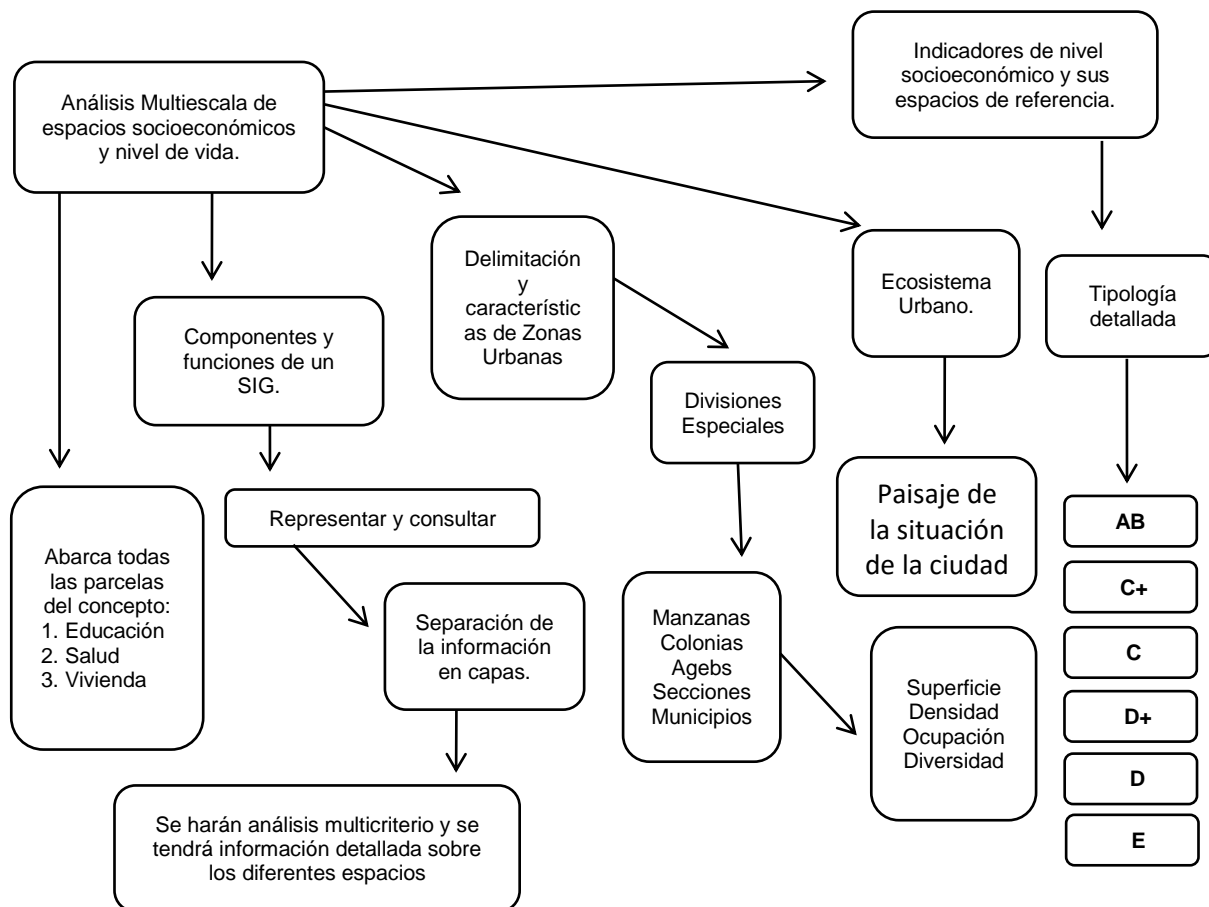 Análisis Multiescala de
espacios socioeconómicos
y nivel de vida.
Indicadores de nivel
socioeconómico y sus
espacios de referencia.
Delimitación
y
característic
as de Zonas
Urbanas
Ecosistema
Urbano.
Tipología
detallada
Componentes y
funciones de un
SIG.
Divisiones
Especiales
Abarca todas
las parcelas
del concepto:
1. Educación
2. Salud
3. Vivienda
Representar y consultar
Paisaje de
la situación
de la ciudad
Separación de
la información
en capas.
Manzanas
Colonias
Agebs
Secciones
Municipios
Superficie
Densidad
Ocupación
Diversidad
AB
C+
C
D+
D
E
Se harán análisis multicriterio y se
tendrá información detallada sobre
los diferentes espacios